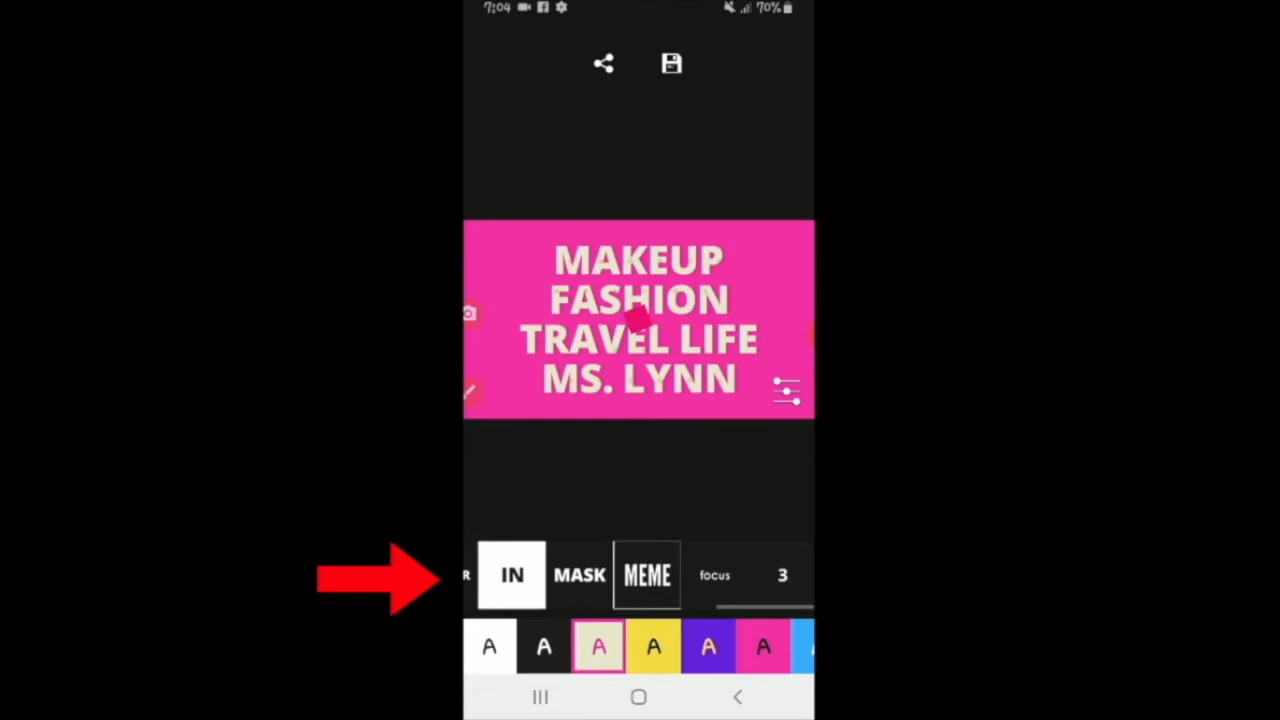 7:04 70%
MAKEUP
FASHION
TRAVEL LIFE
MS. LYNN
R IN MASK MEME focus 3
A A A A A A